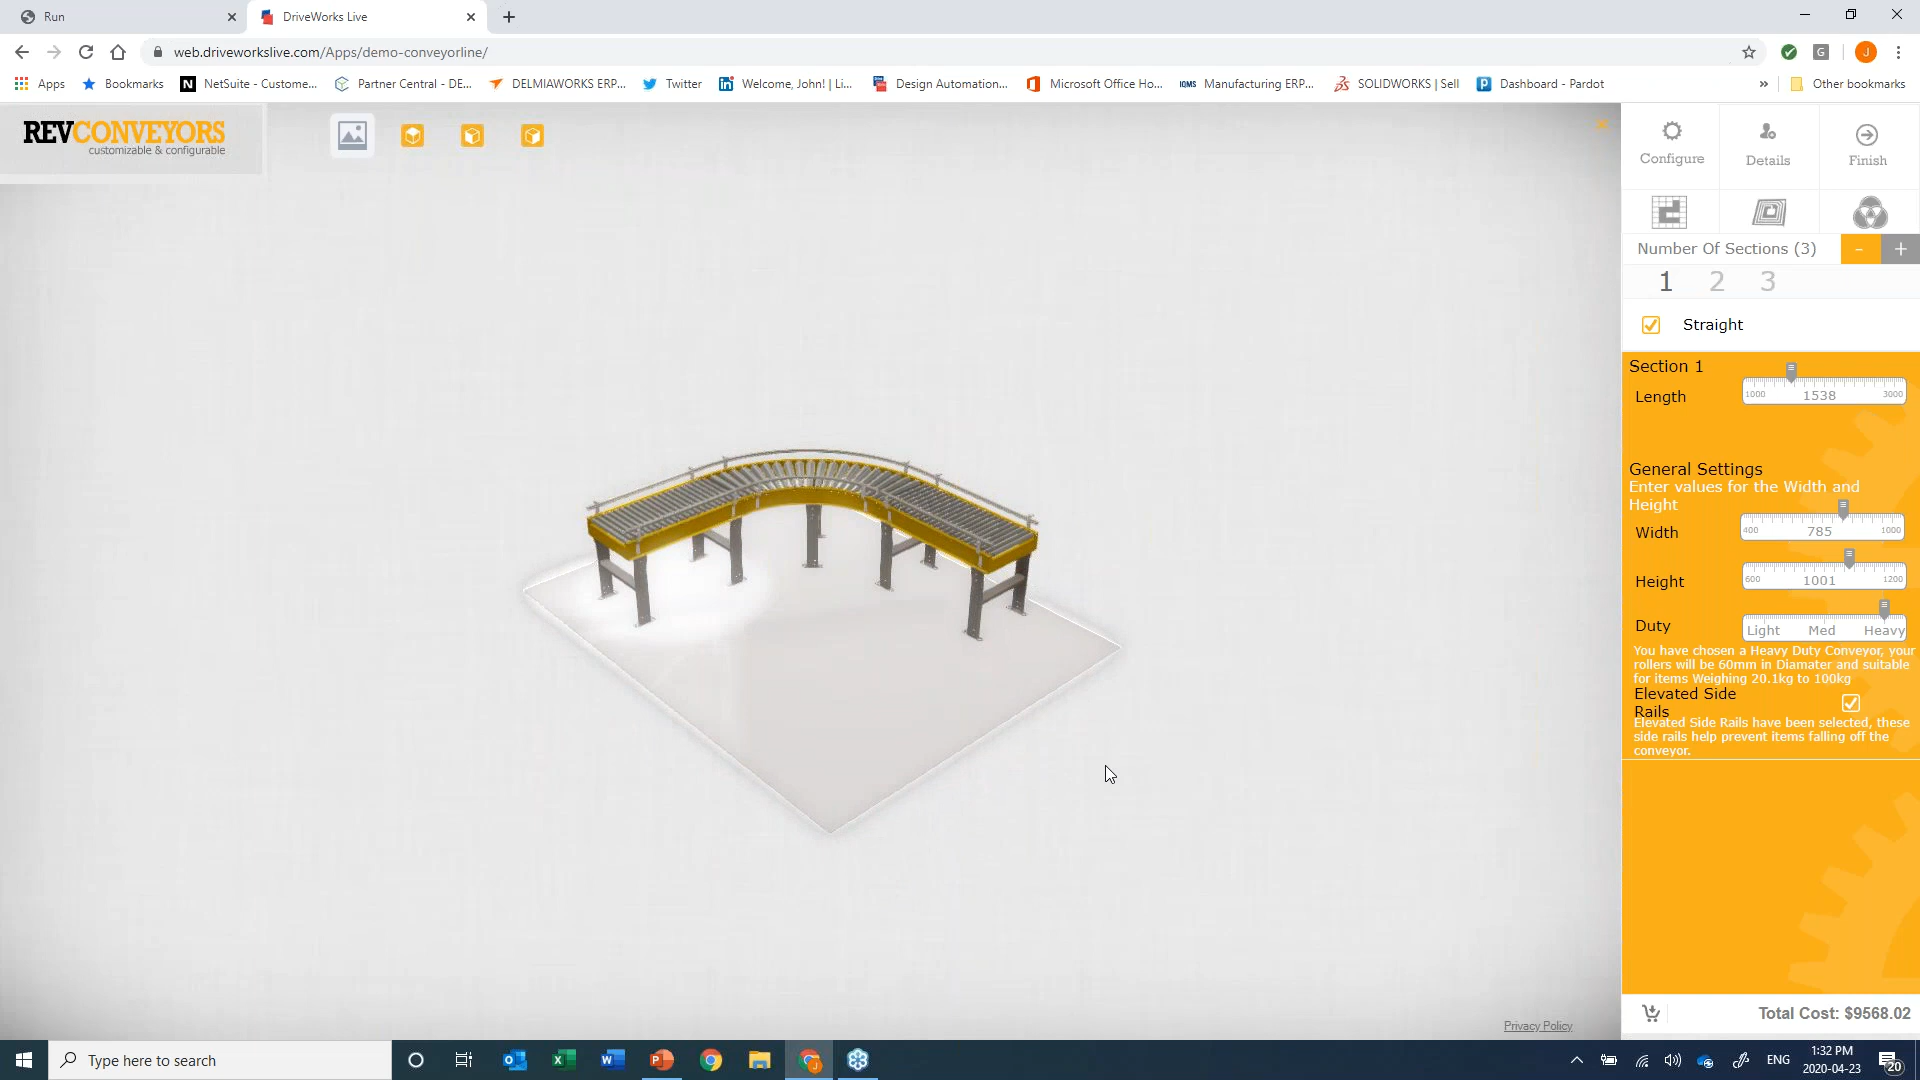 Run
DriveWorks Live
web.driveworkslive.com/Apps/demo-conveyorline/
G
J
Apps
Bookmarks
N
NetSuite - Custome...
Partner Central - DE...
DELMIAWORKS ERP...
Twitter
Welcome, John! | Li...
Design Automation...
Microsoft Office Ho...
IQMS
Manufacturing ERP...
SOLIDWORKS | Sell
Dashboard - Pardot
»
Other bookmarks
REVCONVEYORS
customizable & configurable
Configure
Details
Finish
Number Of Sections (3)
- +
1 2 3
Straight
Section 1
Length
1000 1538 3000
General Settings
Enter values for the Width and
Height
Width
400 785 1000
Height
600 1001 1200
Duty
Light Med Heavy
You have chosen a Heavy Duty Conveyor, your
rollers will be 60mm in Diamater and suitable
for items Weighing 20.1kg to 100kg
Elevated Side
Rails
Elevated Side Rails have been selected, these
side rails help prevent items falling off the
conveyor.
Privacy Policy
Total Cost: $9568.02
Type here to search
ENG
1:32 PM
2020-04-23
20